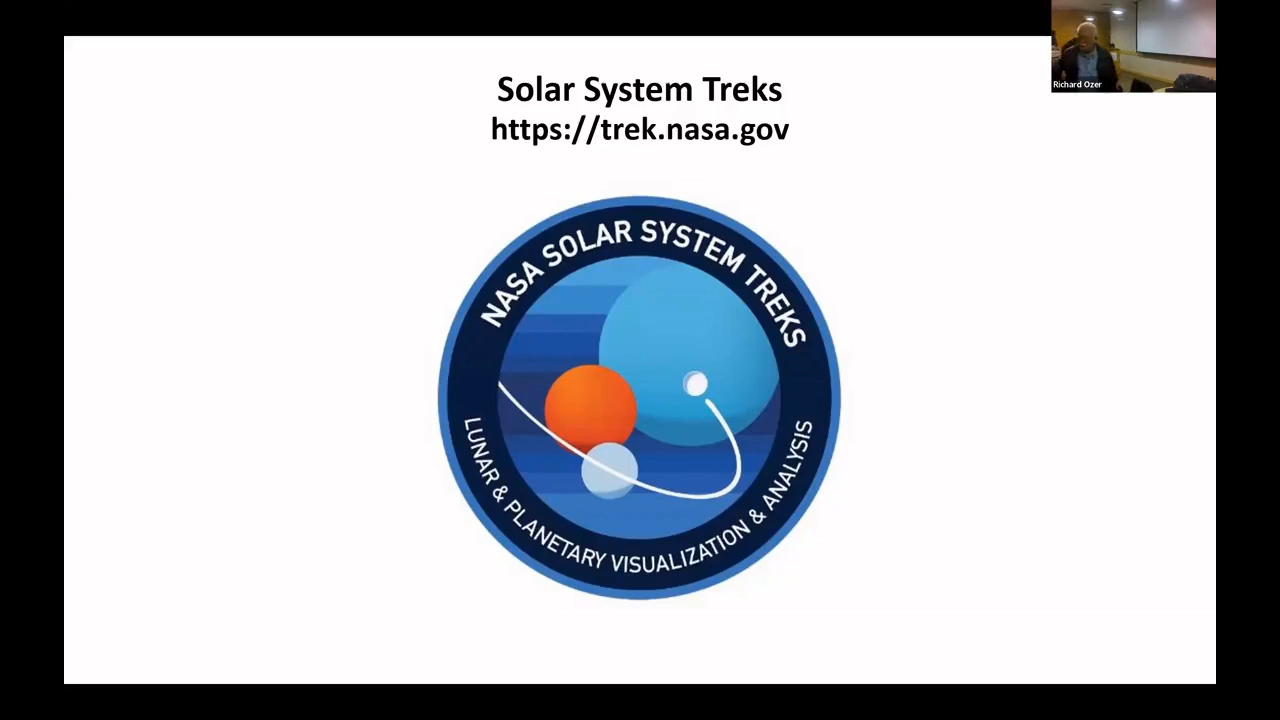 Solar System Treks
https://trek.nasa.gov
Richard Ozer
NASA SOLAR SYSTEM TREKS
LUNAR & PLANETARY VISUALIZATION & ANALYSIS